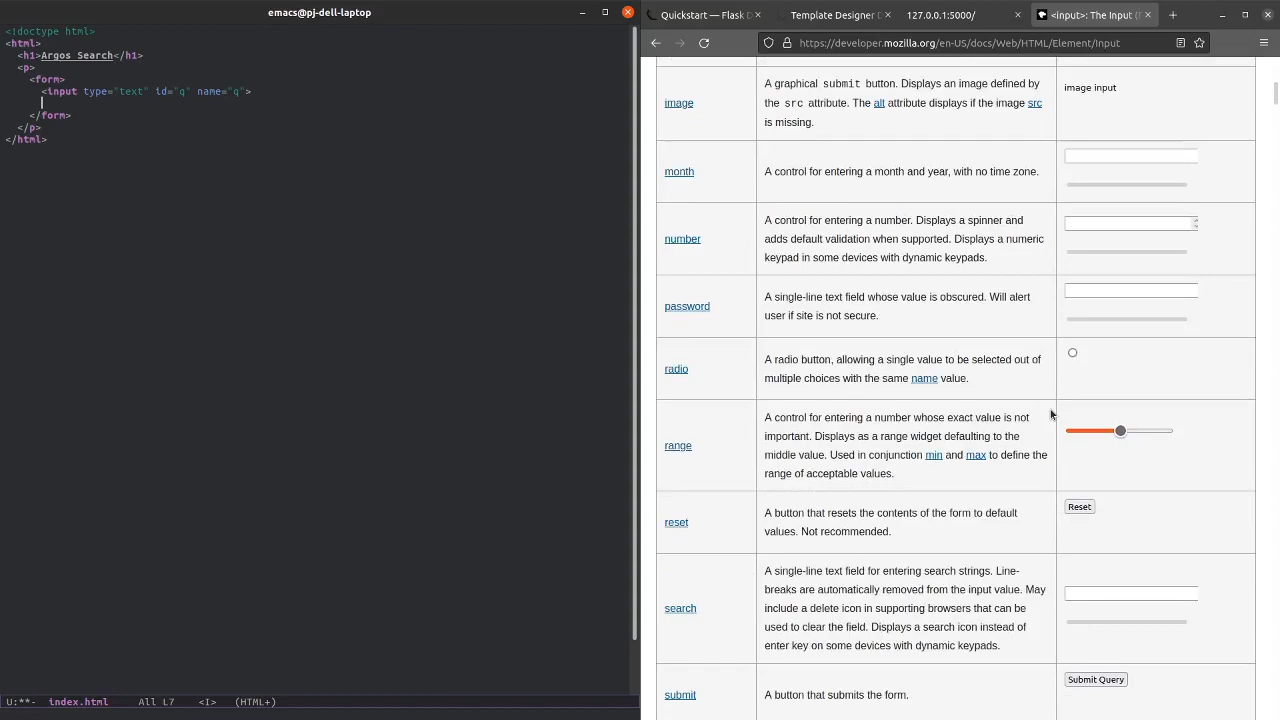 emacs@pj-dell-laptop
<!doctype html>
<html>
<h1>Argos Search</h1>
<p>
<form>
<input type="text" id="q" name="q">
</form>
</p>
</html>
U:**- index.html All L7 <I> (HTML+)
Quickstart — Flask D
Template Designer D
127.0.0.1:5000/
<input>: The Input (F
https://developer.mozilla.org/en-US/docs/Web/HTML/Element/Input
image
A graphical submit button. Displays an image defined by
the src attribute. The alt attribute displays if the image src
is missing.
image input
month
A control for entering a month and year, with no time zone.
number
A control for entering a number. Displays a spinner and
adds default validation when supported. Displays a numeric
keypad in some devices with dynamic keypads.
password
A single-line text field whose value is obscured. Will alert
user if site is not secure.
radio
A radio button, allowing a single value to be selected out of
multiple choices with the same name value.
range
A control for entering a number whose exact value is not
important. Displays as a range widget defaulting to the
middle value. Used in conjunction min and max to define the
range of acceptable values.
reset
A button that resets the contents of the form to default
values. Not recommended.
Reset
search
A single-line text field for entering search strings. Line-
breaks are automatically removed from the input value. May
include a delete icon in supporting browsers that can be
used to clear the field. Displays a search icon instead of
enter key on some devices with dynamic keypads.
submit
A button that submits the form.
Submit Query